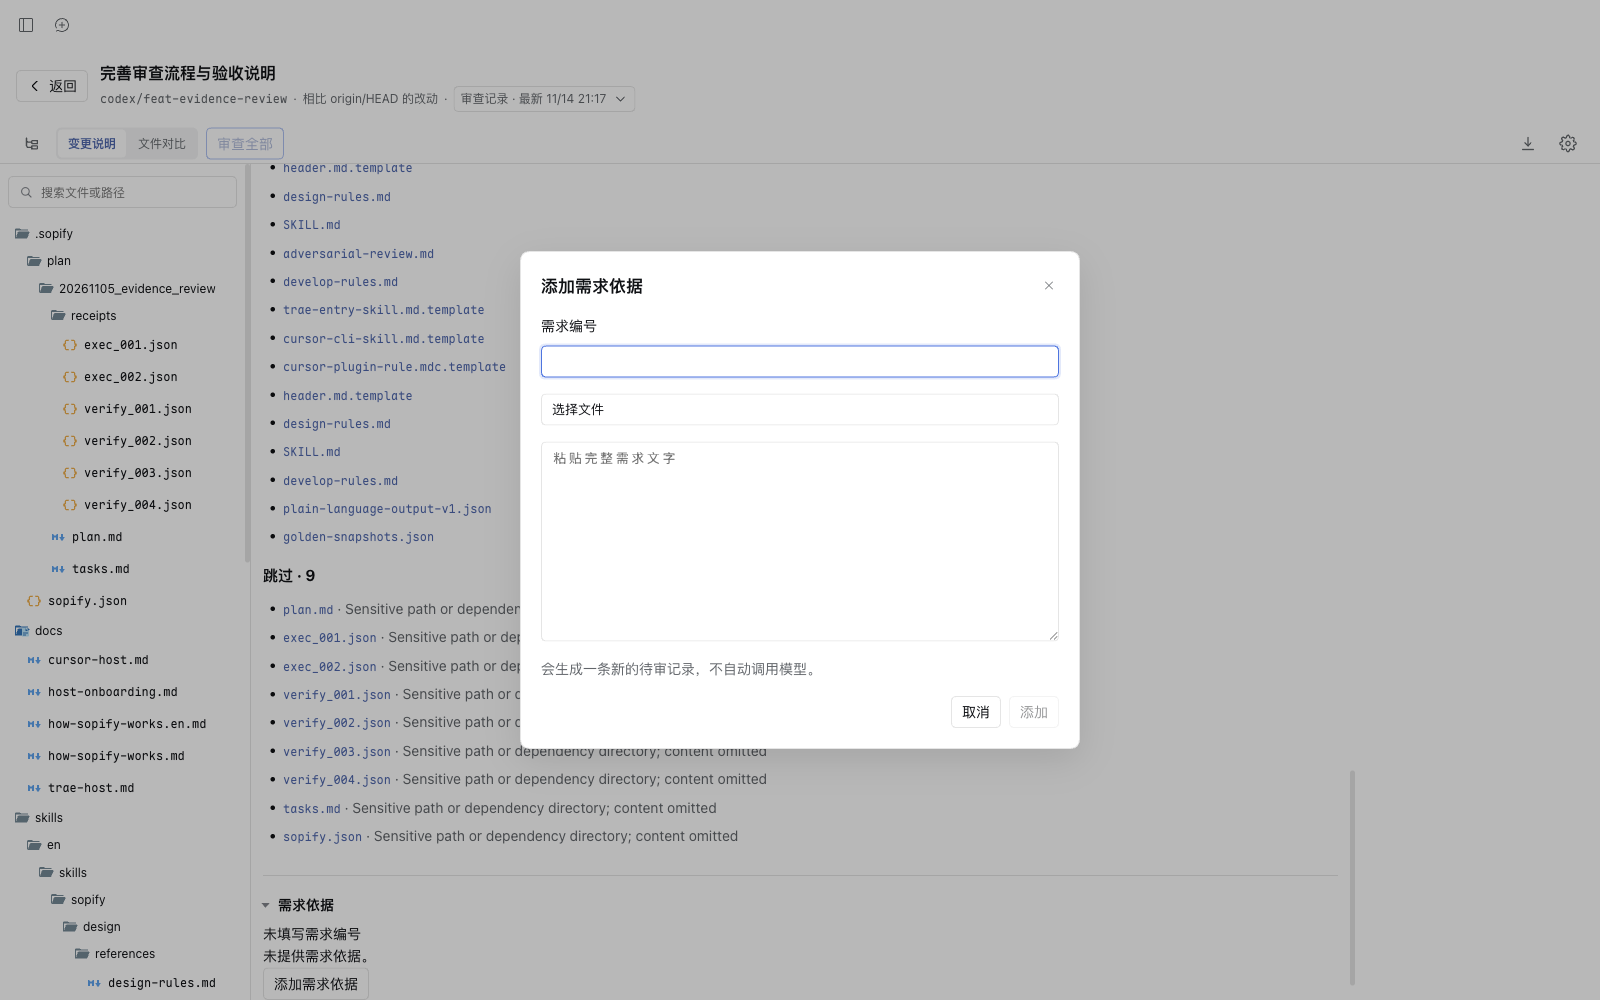 返回
完善审查流程与验收说明
codex/feat-evidence-review · 相比 origin/HEAD 的改动 · 审查记录 · 最新 11/14 21:17
变更说明 文件对比 审查全部
搜索文件或路径
.sopify
plan
20261105_evidence_review
receipts
exec_001.json
exec_002.json
verify_001.json
verify_002.json
verify_003.json
verify_004.json
plan.md
tasks.md
sopify.json
docs
cursor-host.md
host-onboarding.md
how-sopify-works.en.md
how-sopify-works.md
trae-host.md
skills
en
skills
sopify
design
references
design-rules.md
header.md.template
design-rules.md
SKILL.md
adversarial-review.md
develop-rules.md
trae-entry-skill.md.template
cursor-cli-skill.md.template
cursor-plugin-rule.mdc.template
header.md.template
design-rules.md
SKILL.md
develop-rules.md
plain-language-output-v1.json
golden-snapshots.json
跳过 · 9
plan.md · Sensitive path or dependen
exec_001.json · Sensitive path or dep
exec_002.json · Sensitive path or dep
verify_001.json · Sensitive path or d
verify_002.json · Sensitive path or d
verify_003.json · Sensitive path or dependency directory; content omitted
verify_004.json · Sensitive path or dependency directory; content omitted
tasks.md · Sensitive path or dependency directory; content omitted
sopify.json · Sensitive path or dependency directory; content omitted
需求依据
未填写需求编号
未提供需求依据。
添加需求依据
添加需求依据
需求编号
选择文件
粘贴完整需求文字
会生成一条新的待审记录，不自动调用模型。
取消 添加